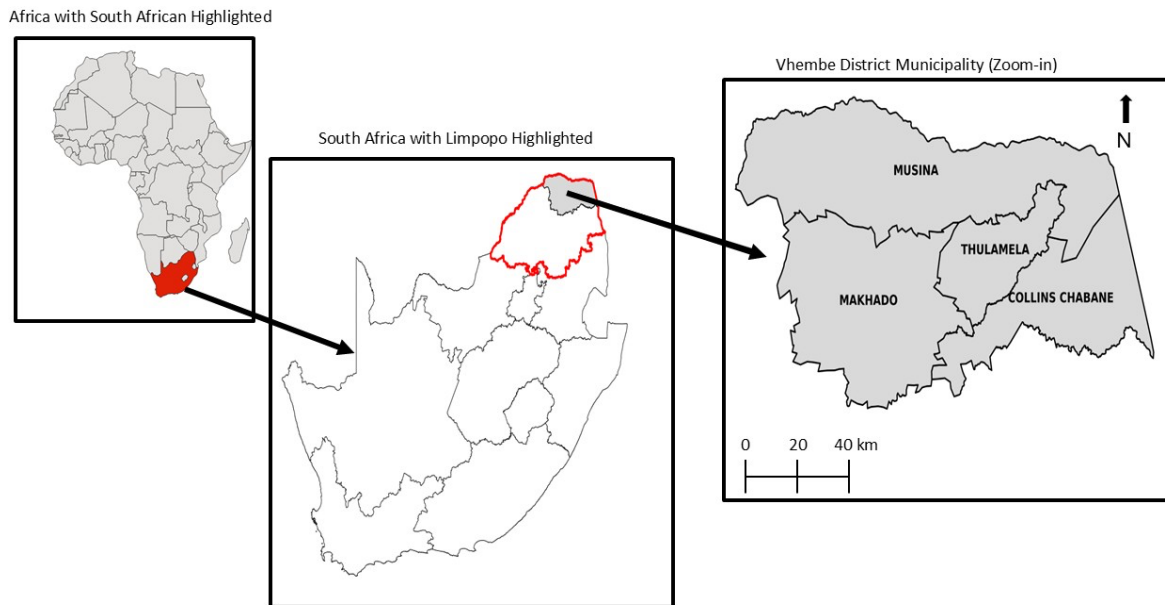 Africa with South African Highlighted
South Africa with Limpopo Highlighted
Vhembe District Municipality (Zoom-in)
N
MUSINA
THULAMELA
MAKHADO
COLLINS CHABANE
0 20 40 km